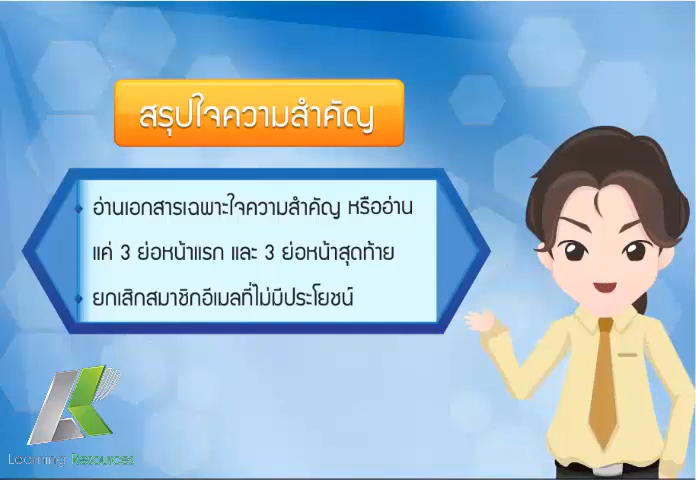 สรุปใจความสำคัญ
อ่านเอกสารเฉพาะใจความสำคัญ หรืออ่าน
แค่ 3 ย่อหน้าแรก และ 3 ย่อหน้าสุดท้าย
ยกเลิกสมาชิกอีเมลที่ไม่มีประโยชน์
Learning Resources